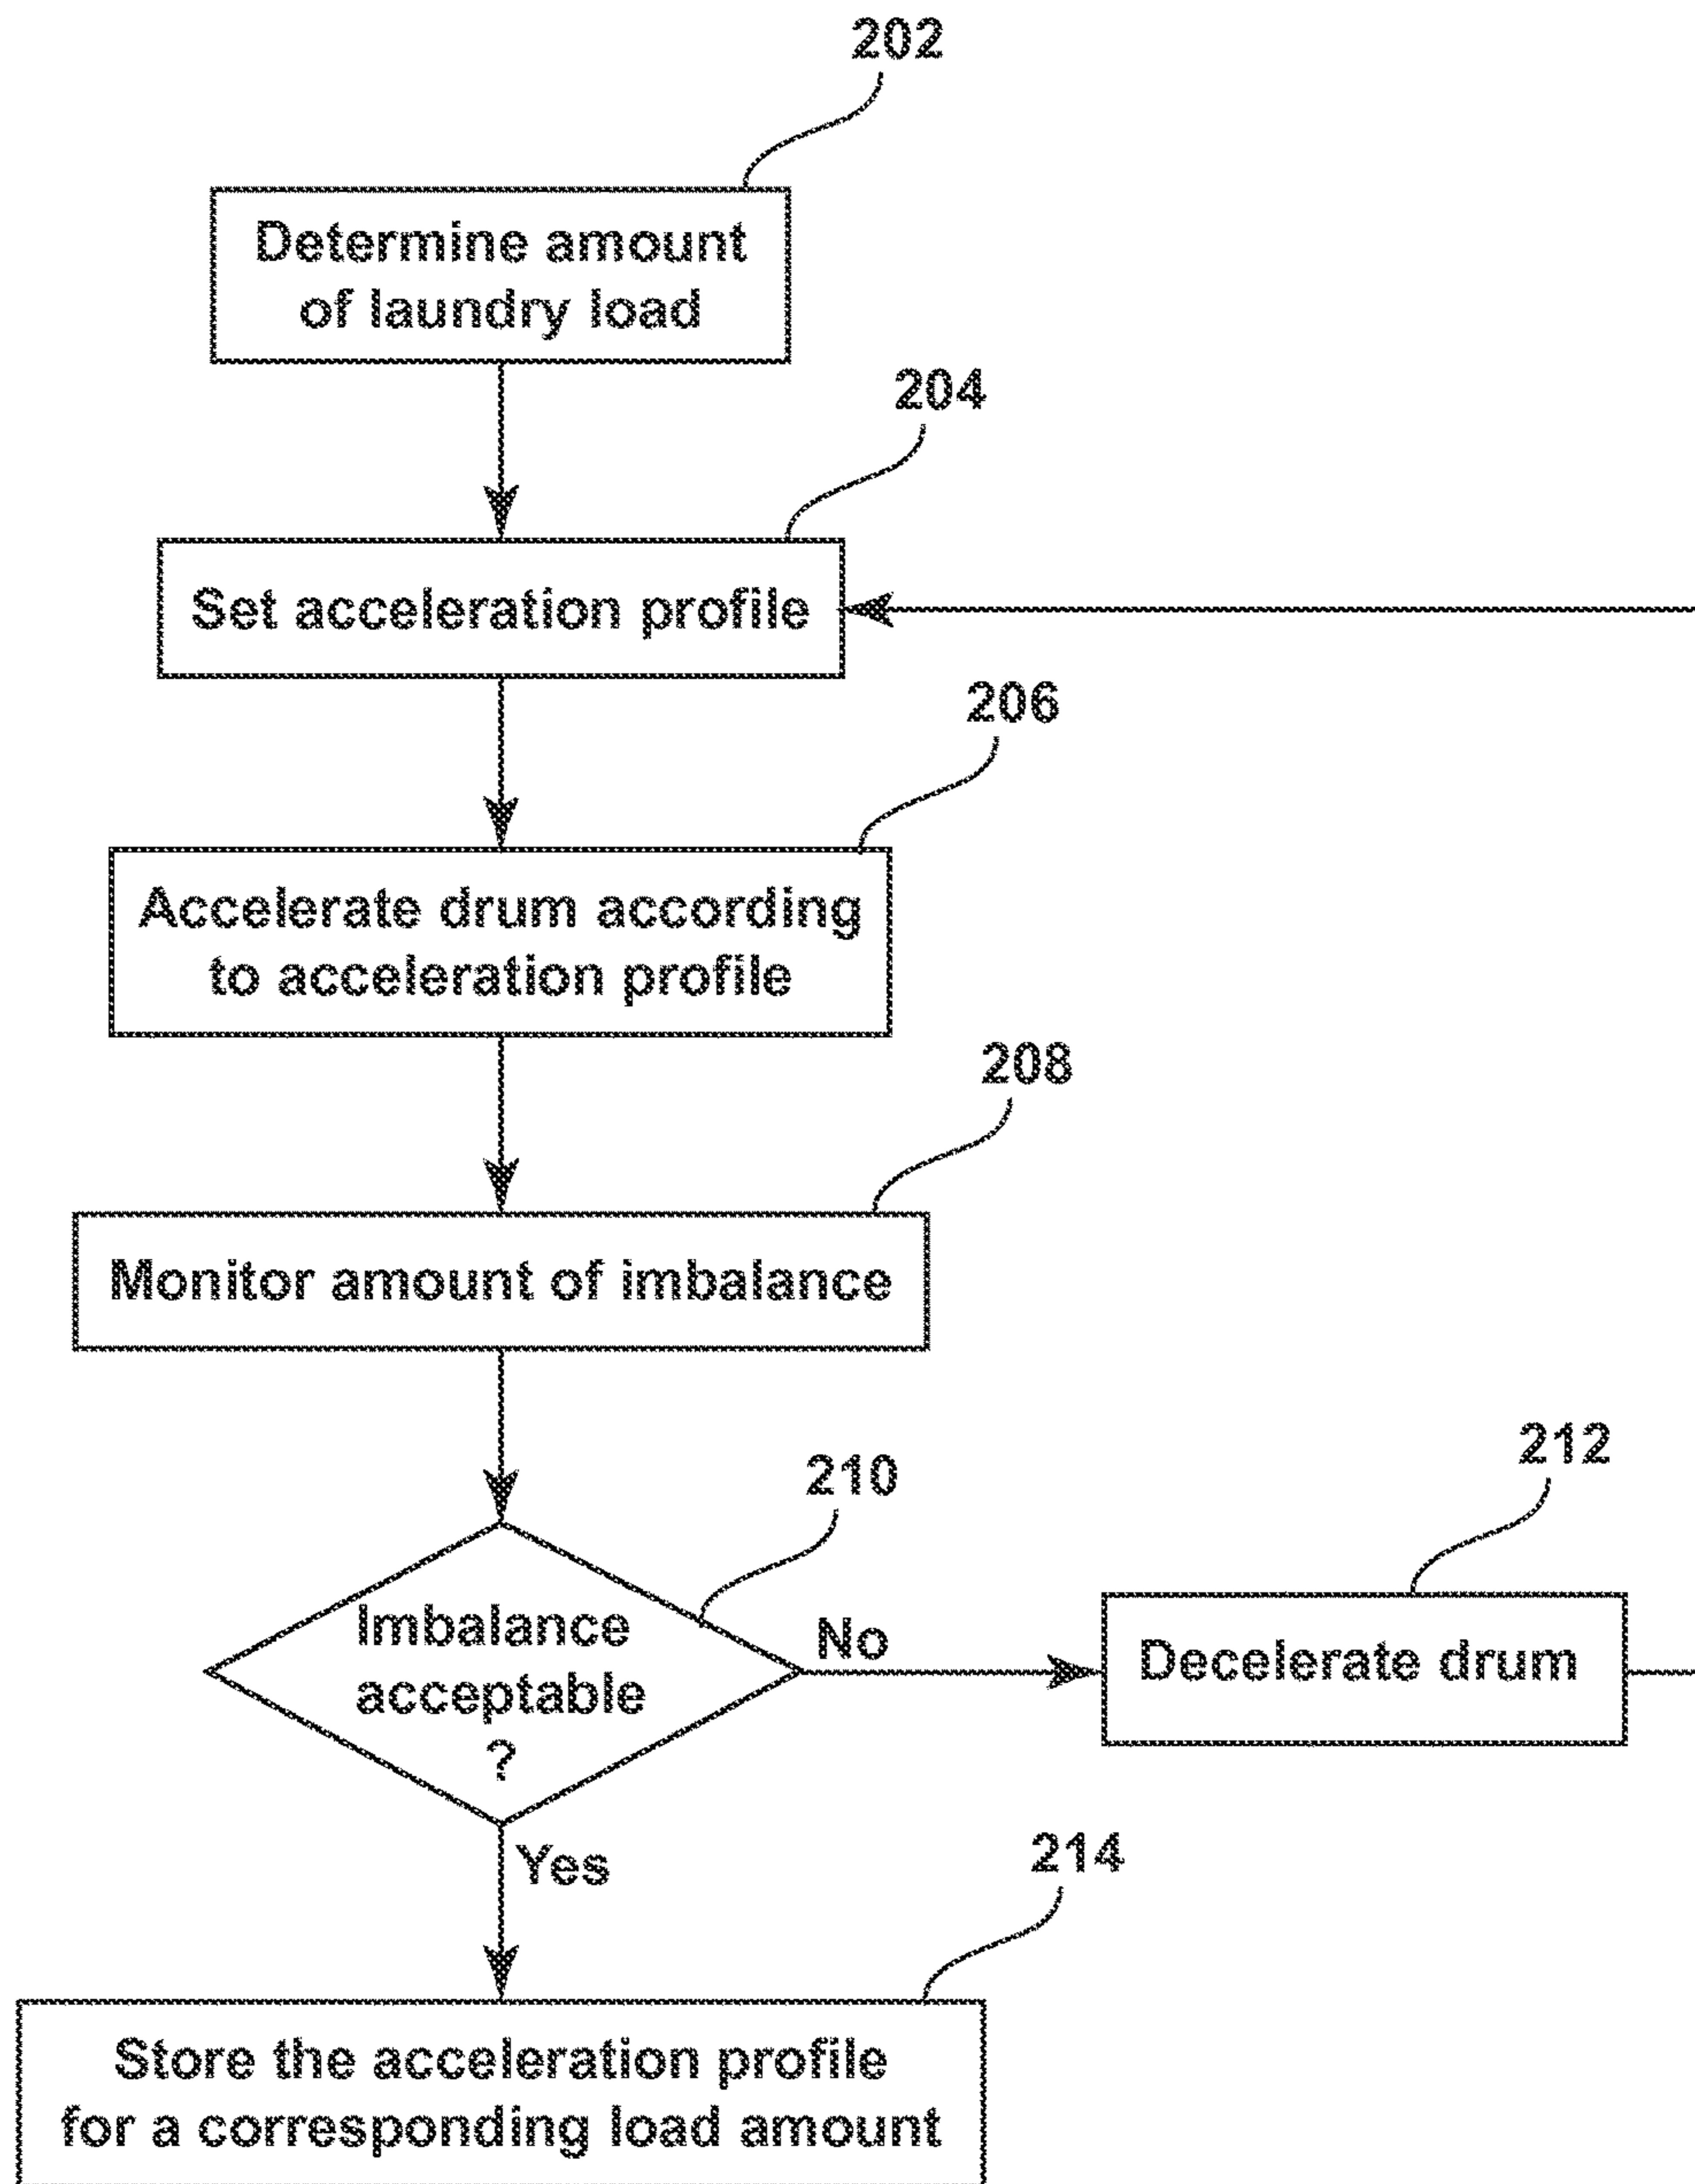 202
Determine amount
of laundry load
204
Set acceleration profile
206
Accelerate drum according
to acceleration profile
208
Monitor amount of imbalance
210
212
Imbalance
acceptable
?
No
Decelerate drum
Yes
214
Store the acceleration profile
for a corresponding load amount